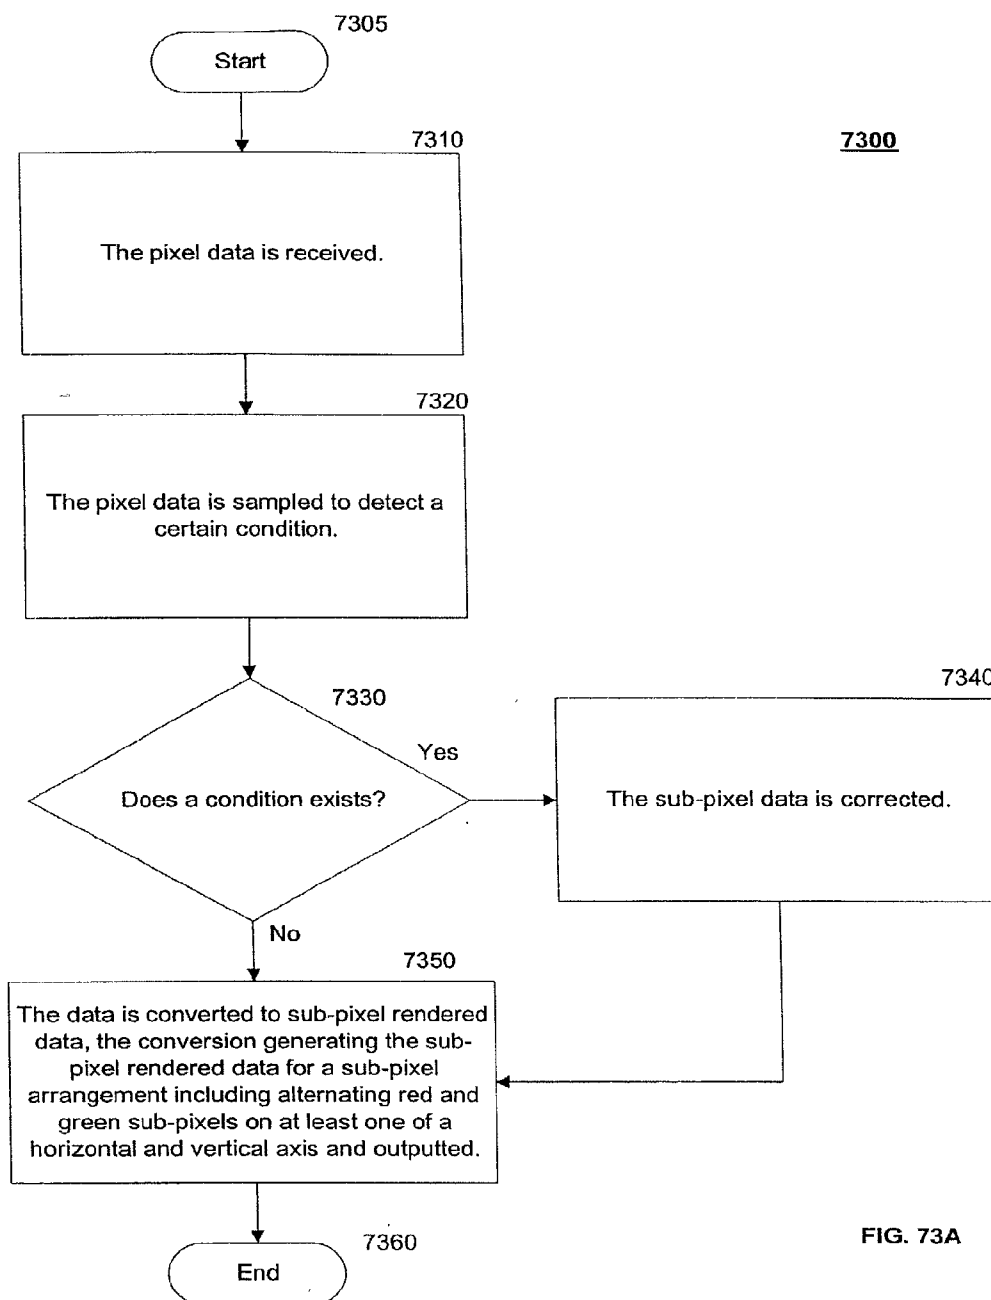 7305
Start
7310
7300
The pixel data is received.
7320
The pixel data is sampled to detect a
certain condition.
7330
Yes
7340
Does a condition exists?
The sub-pixel data is corrected.
No
7350
The data is converted to sub-pixel rendered
data, the conversion generating the sub-
pixel rendered data for a sub-pixel
arrangement including alternating red and
green sub-pixels on at least one of a
horizontal and vertical axis and outputted.
7360
End
FIG. 73A